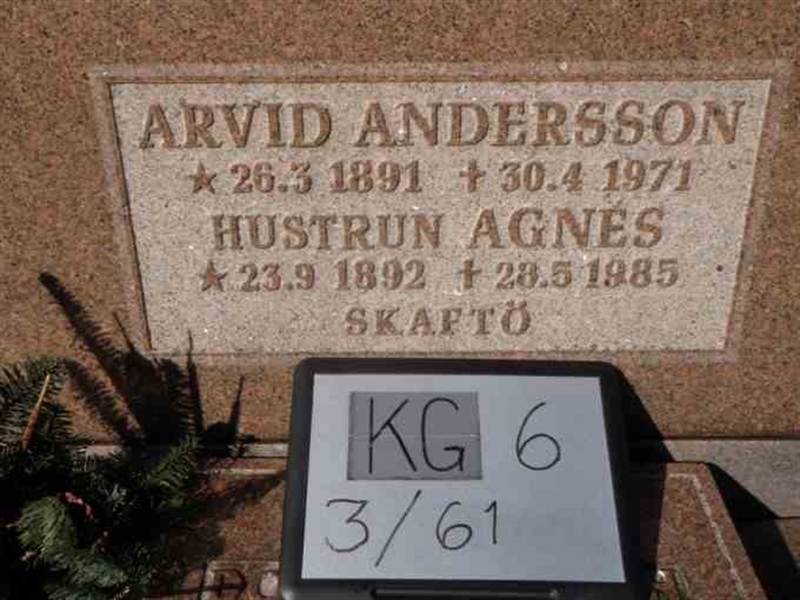 ARVID ANDERSSON
★ 26.3 1891 ✝ 30.4 1971
HUSTRUN AGNES
★ 23.9 1892 ✝ 28.5 1985
SKAFTÖ
KG 6
3/61